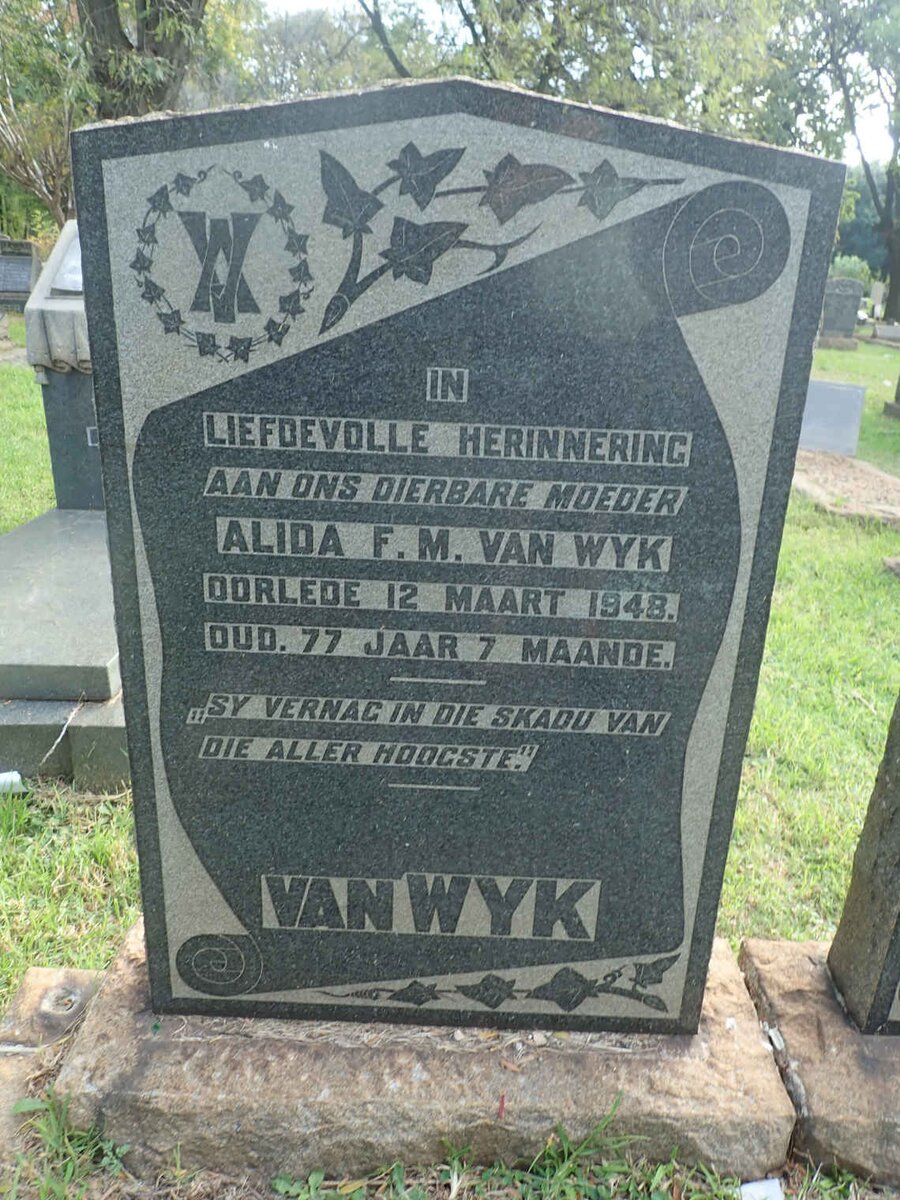 IN
LIEFDEVOLLE HERINNERING
AAN ONS DIERBARE MOEDER
ALIDA F. M. VAN WYK
OORLEDE 12 MAART 1948.
OUD. 77 JAAR 7 MAANDE.
„SY VERNAG IN DIE SKADU VAN
DIE ALLER HOOGSTE."
VAN WYK